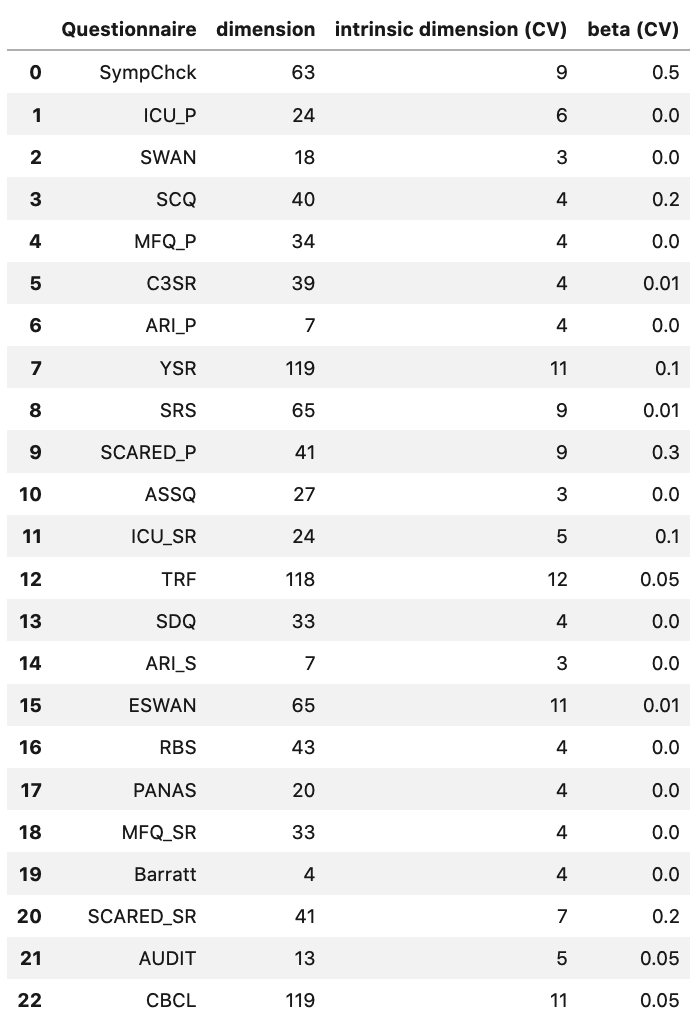 Questionnaire dimension intrinsic dimension (CV) beta (CV)
0 SympChck 63 9 0.5
1 ICU_P 24 6 0.0
2 SWAN 18 3 0.0
3 SCQ 40 4 0.2
4 MFQ_P 34 4 0.0
5 C3SR 39 4 0.01
6 ARI_P 7 4 0.0
7 YSR 119 11 0.1
8 SRS 65 9 0.01
9 SCARED_P 41 9 0.3
10 ASSQ 27 3 0.0
11 ICU_SR 24 5 0.1
12 TRF 118 12 0.05
13 SDQ 33 4 0.0
14 ARI_S 7 3 0.0
15 ESWAN 65 11 0.01
16 RBS 43 4 0.0
17 PANAS 20 4 0.0
18 MFQ_SR 33 4 0.0
19 Barratt 4 4 0.0
20 SCARED_SR 41 7 0.2
21 AUDIT 13 5 0.05
22 CBCL 119 11 0.01